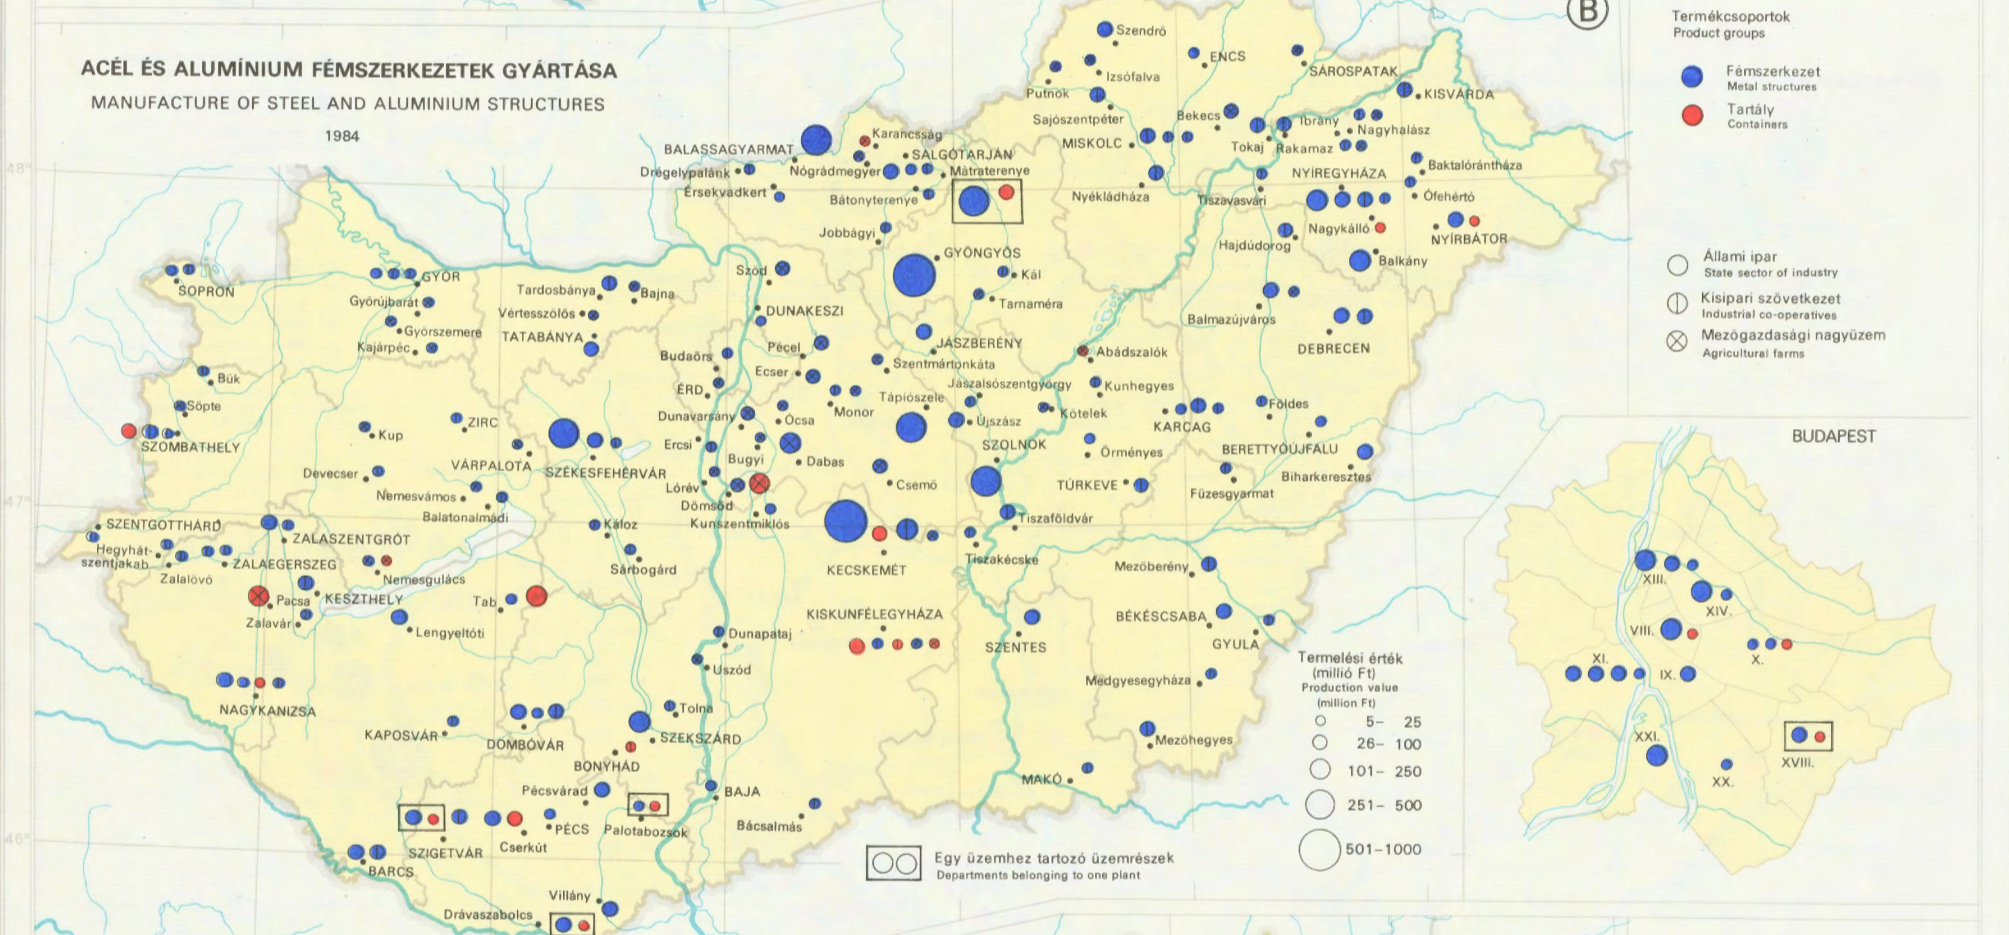 ACÉL ÉS ALUMÍNIUM FÉMSZERKEZETEK GYÁRTÁSA
MANUFACTURE OF STEEL AND ALUMINIUM STRUCTURES
1984
B
Termékcsoportok
Product groups
Fémszerkezet
Metal structures
Tartály
Containers
Állami ipar
State sector of industry
Kisipari szövetkezet
Industrial co-operatives
Mezőgazdasági nagyüzem
Agricultural farms
48°
47°
46°
Szendrő
ENCS
SÁROSPATAK
Izsófalva
Putnok
KISVÁRDA
Sajószentpéter
Bekecs
Ibrány
Nagyhalász
MISKOLC
Tokaj
Rakamaz
Karancsság
BALASSAGYARMAT
SALGÓTARJÁN
Drégelypalánk
Nógrádmegyer
Mátraterenye
Baktalórántháza
NYÍREGYHÁZA
Érsekvadkert
Bátonyterenye
Nyékládháza
Tiszavasvári
Ófehértó
Jobbágyi
Hajdúdorog
Nagykálló
NYÍRBÁTOR
GYÖNGYÖS
Balkány
Sződ
Kál
SOPRON
GYŐR
Tardosbánya
Bajna
Tarnaméra
Győrújbarát
Vértesszőlős
DUNAKESZI
Balmazújváros
Győrszemere
TATABÁNYA
Kajárpéc
Pécel
JÁSZBERÉNY
DEBRECEN
Budaörs
Abádszalók
Szentmártonkáta
Bük
Ecser
ÉRD
Jászalsószentgyörgy
Kunhegyes
Söpte
Tápiószele
Földes
Dunavarsány
Ócsa
Monor
Kótelek
ZIRC
Újszász
KARCAG
Kup
SZOMBATHELY
Ercsi
SZOLNOK
BERETTYÓÚJFALU
VÁRPALOTA
Bugyi
Dabas
Örményes
SZÉKESFEHÉRVÁR
Devecser
Biharkeresztes
Lórév
Csemő
TÚRKEVE
Füzesgyarmat
Nemesvámos
Dömsöd
Balatonalmádi
Kunszentmiklós
Tiszaföldvár
SZENTGOTTHÁRD
Káloz
ZALASZENTGRÓT
Hegyhát-
szentjakab
ZALAEGERSZEG
Tiszakécske
Zalalövő
Nemesgulács
Sárbogárd
KECSKEMÉT
Mezőberény
Pacsa
KESZTHELY
Tab
Zalavár
Lengyeltóti
KISKUNFÉLEGYHÁZA
BÉKÉSCSABA
Dunapataj
GYULA
SZENTES
Uszód
Medgyesegyháza
NAGYKANIZSA
Tolna
KAPOSVÁR
DOMBÓVÁR
SZEKSZÁRD
Mezőhegyes
BONYHÁD
MAKÓ
Pécsvárad
BAJA
PÉCS
Palotabozsok
Bácsalmás
SZIGETVÁR
Cserkút
BARCS
Villány
Drávaszabolcs
Egy üzemhez tartozó üzemrészek
Departments belonging to one plant
Termelési érték
(millió Ft)
Production value
(million Ft)
5– 25
26– 100
101– 250
251– 500
501–1000
BUDAPEST
XIII.
XIV.
VIII.
X.
XI.
IX.
XXI.
XVIII.
XX.